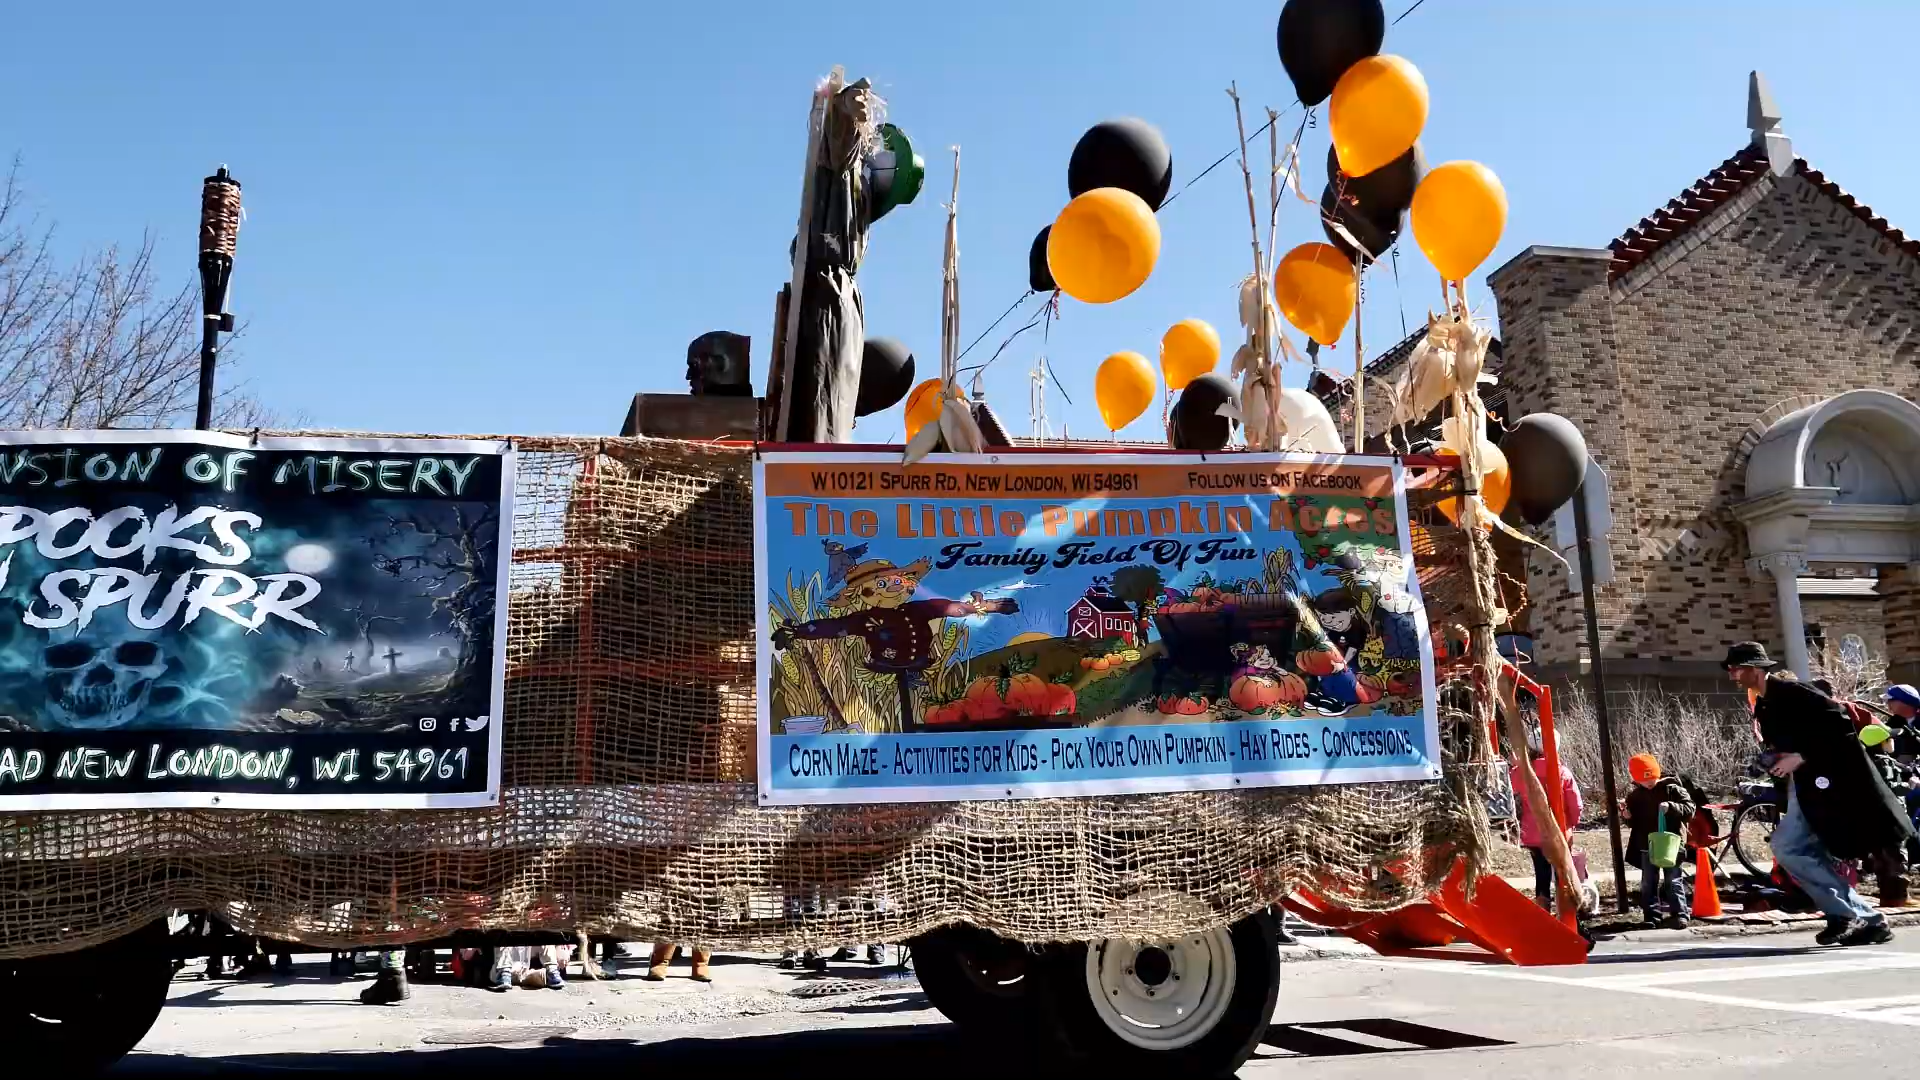 NSION OF MISERY
POOKS
SPURR
AD NEW LONDON, WI 54961
W10121 SPURR RD, NEW LONDON, WI 54961 FOLLOW US ON FACEBOOK
The Little Pumpkin Acres
Family Field Of Fun
CORN MAZE - ACTIVITIES FOR KIDS - PICK YOUR OWN PUMPKIN - HAY RIDES - CONCESSIONS